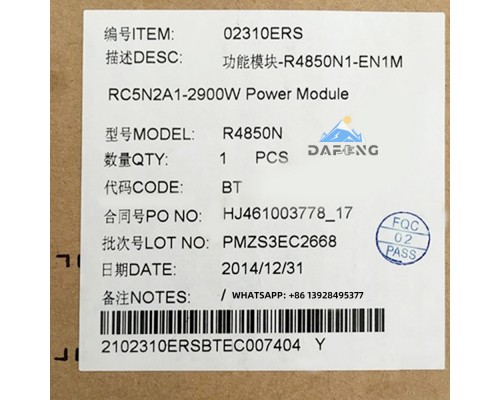 编号ITEM: 02310ERS
描述DESC: 功能模块-R4850N1-EN1M
RC5N2A1-2900W Power Module
型号MODEL: R4850N
DAFENG
数量QTY: 1 PCS
代码CODE: BT
合同号PO NO: HJ461003778_17
批次号LOT NO: PMZS3EC2668
FQC
02
PASS
日期DATE: 2014/12/31
备注NOTES: / WHATSAPP: +86 13928495377
2102310ERSBTEC007404 Y